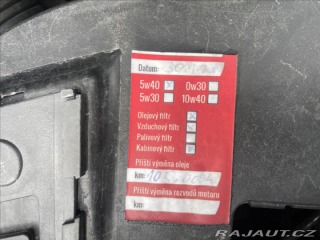 Datum:
5w40 0w30
5w30 10w40
Olejový filtr
Vzduchový filtr
Palivový filtr
Kabinový filtr
Příští výměna oleje
km:
Příští výměna rozvodů motoru
km:
RAJAUT.CZ